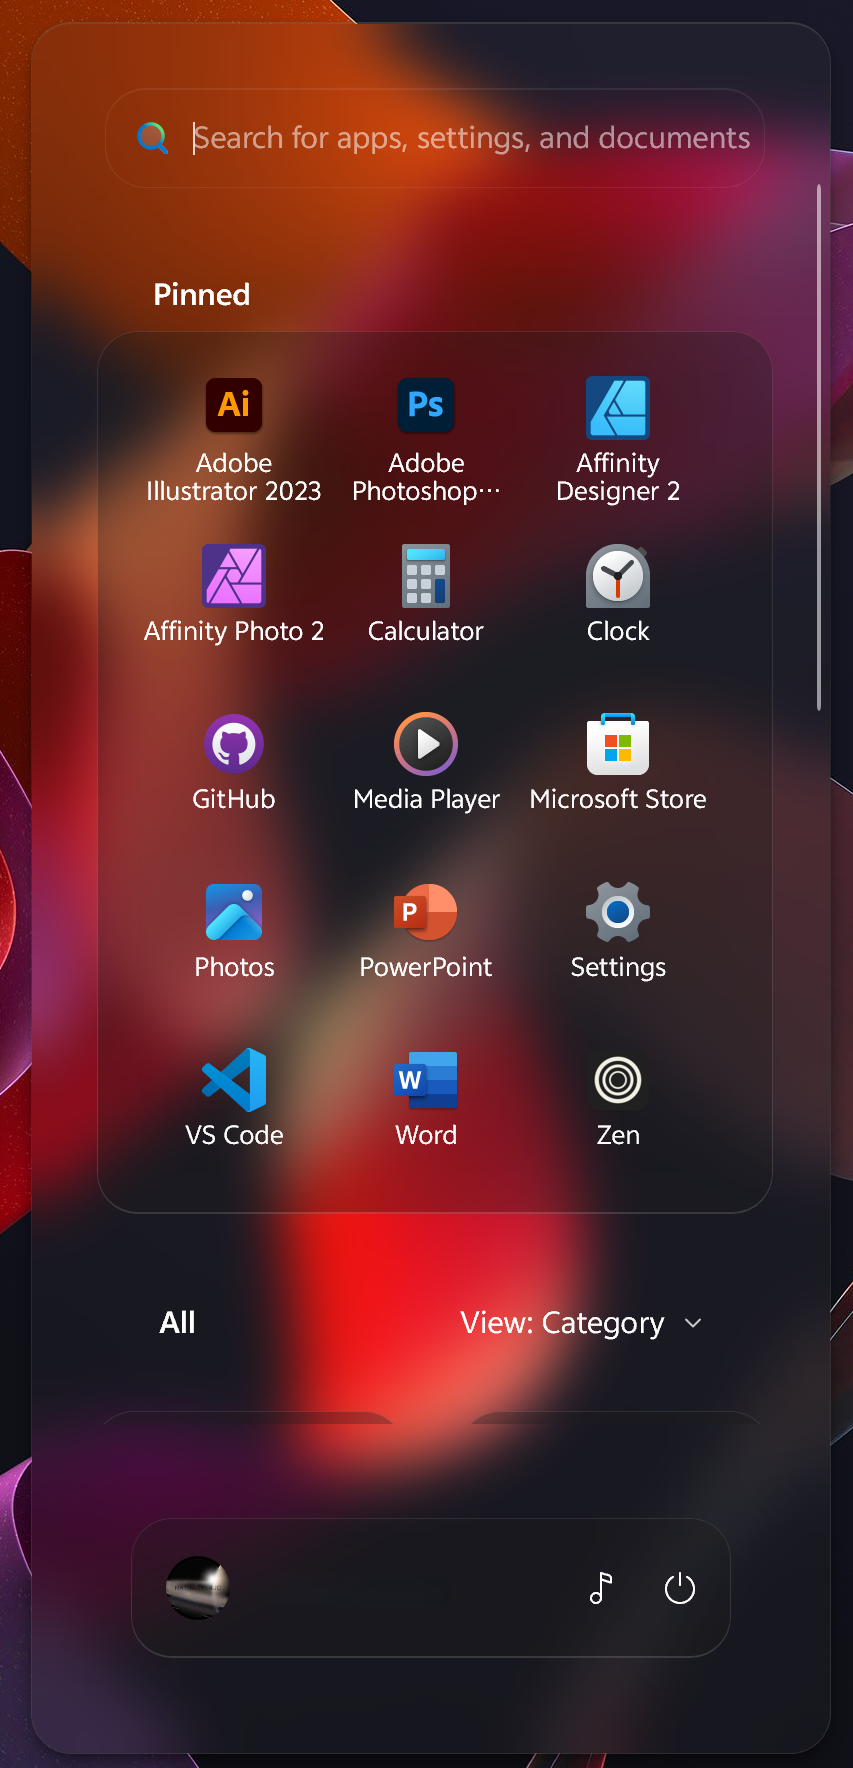 Search for apps, settings, and documents
Pinned
Ai
Ps
Adobe
Illustrator 2023
Adobe
Photoshop···
Affinity
Designer 2
Affinity Photo 2
Calculator
Clock
GitHub
Media Player
Microsoft Store
P
Photos
PowerPoint
Settings
W
VS Code
Word
Zen
All
View: Category